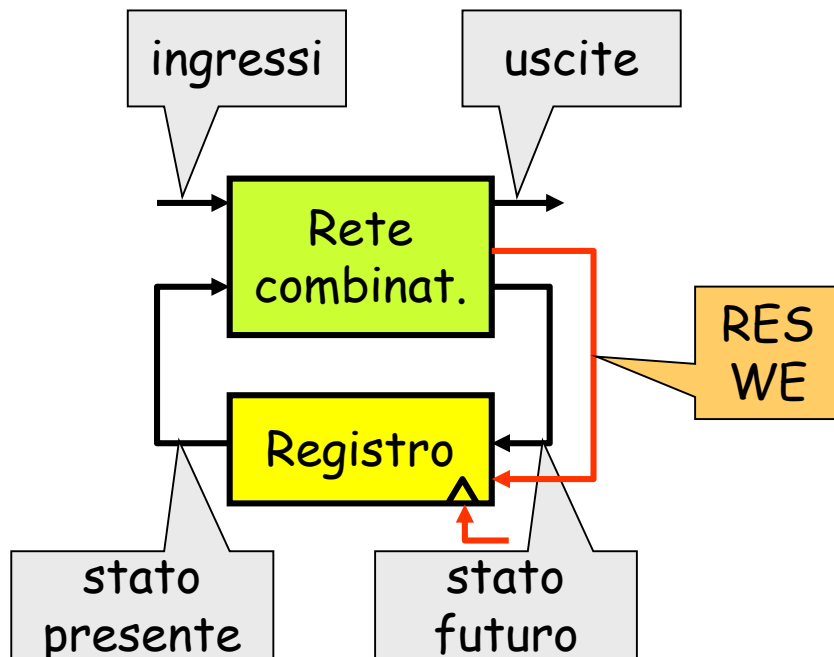 ingressi
uscite
Rete
combinat.
RES
WE
Registro
stato
presente
stato
futuro